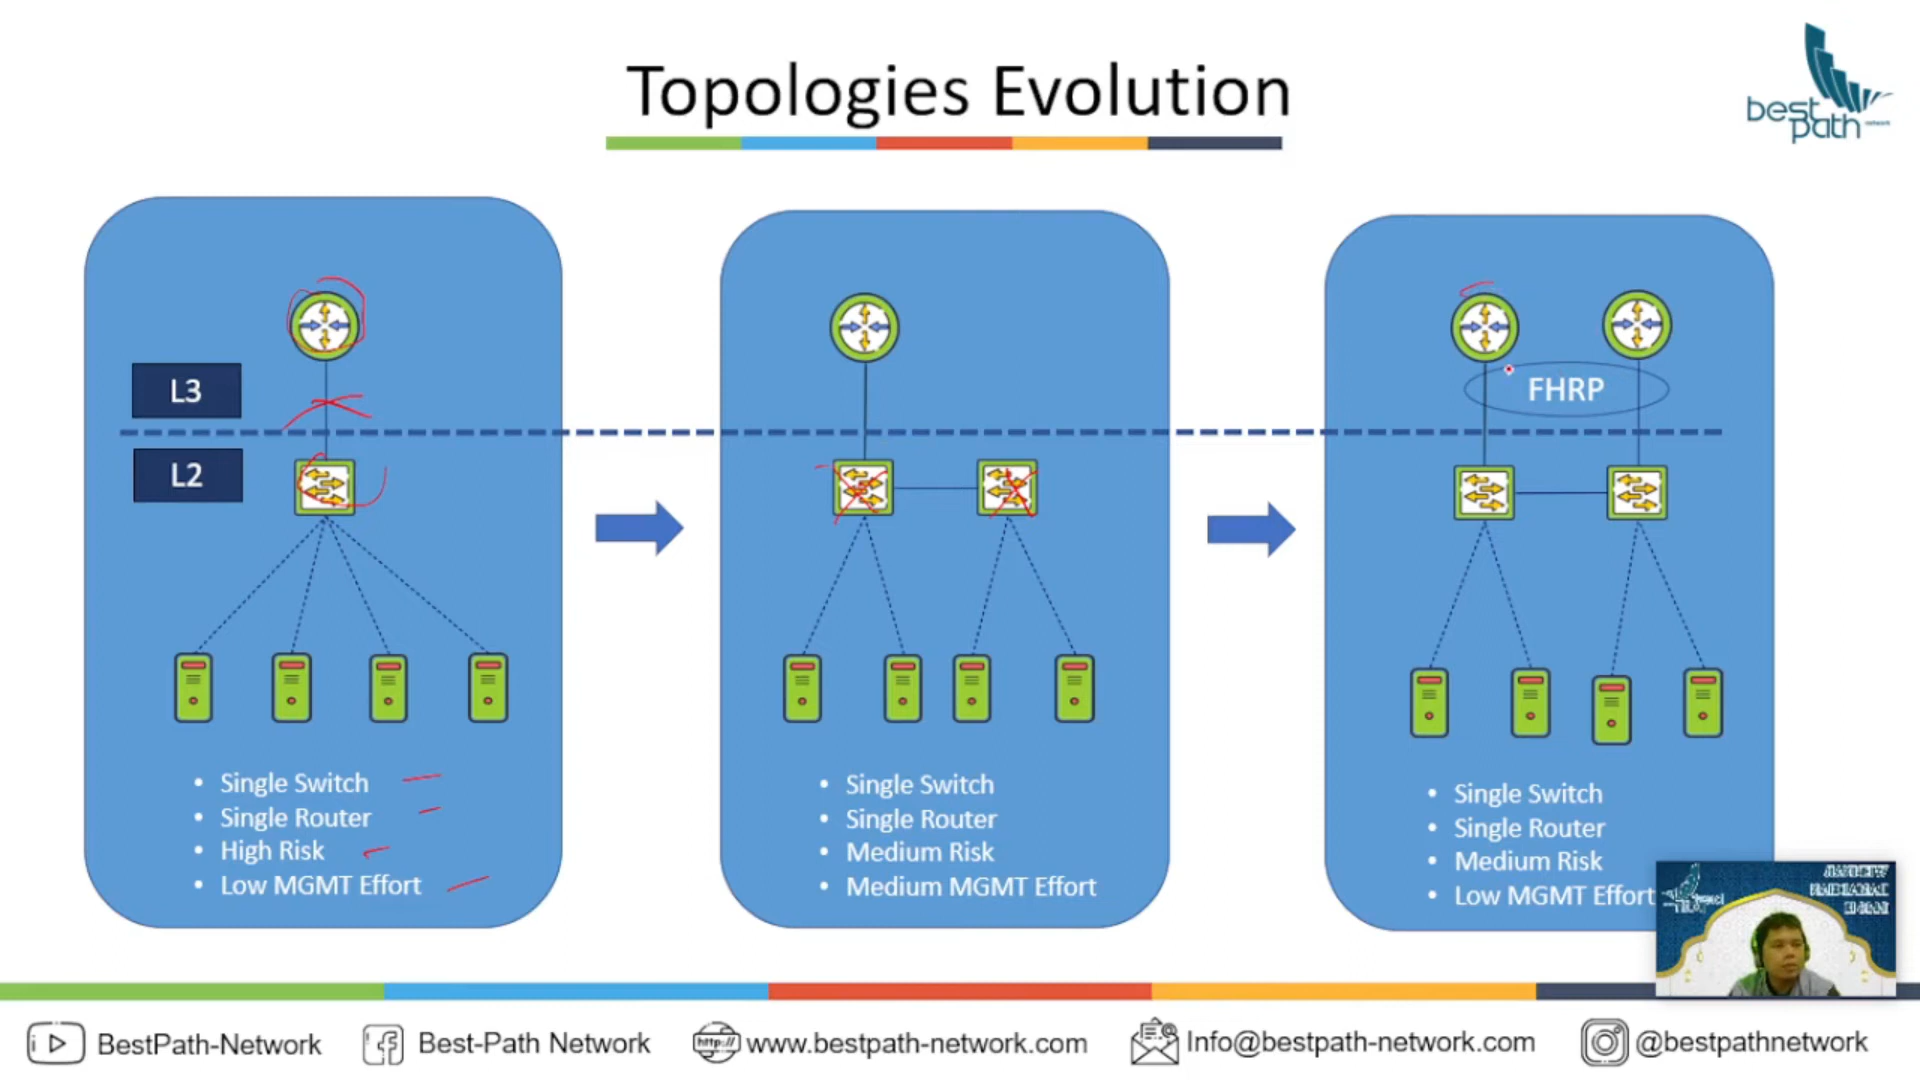 Topologies Evolution
best
path
network
L3
L2
FHRP
• Single Switch
• Single Router
• High Risk
• Low MGMT Effort
• Single Switch
• Single Router
• Medium Risk
• Medium MGMT Effort
• Single Switch
• Single Router
• Medium Risk
• Low MGMT Effort
BestPath-Network
Best-Path Network
http://
www.bestpath-network.com
Info@bestpath-network.com
@bestpathnetwork